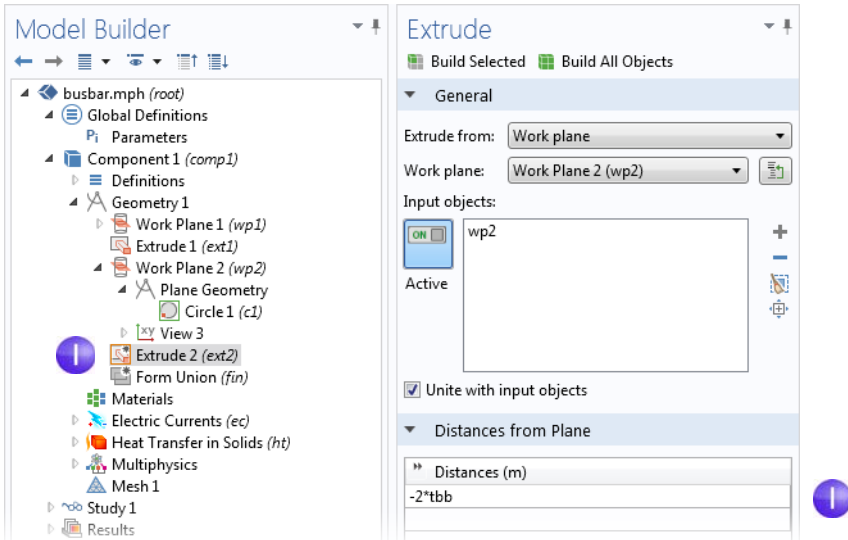 Model Builder
busbar.mph (root)
Global Definitions
Pi Parameters
Component 1 (comp1)
Definitions
Geometry 1
Work Plane 1 (wp1)
Extrude 1 (ext1)
Work Plane 2 (wp2)
Plane Geometry
Circle 1 (c1)
xy View 3
Extrude 2 (ext2)
Form Union (fin)
Materials
Electric Currents (ec)
Heat Transfer in Solids (ht)
Multiphysics
Mesh 1
Study 1
Results
Extrude
Build Selected Build All Objects
General
Extrude from: Work plane
Work plane: Work Plane 2 (wp2)
Input objects:
ON
Active
wp2
Unite with input objects
Distances from Plane
Distances (m)
-2*tbb